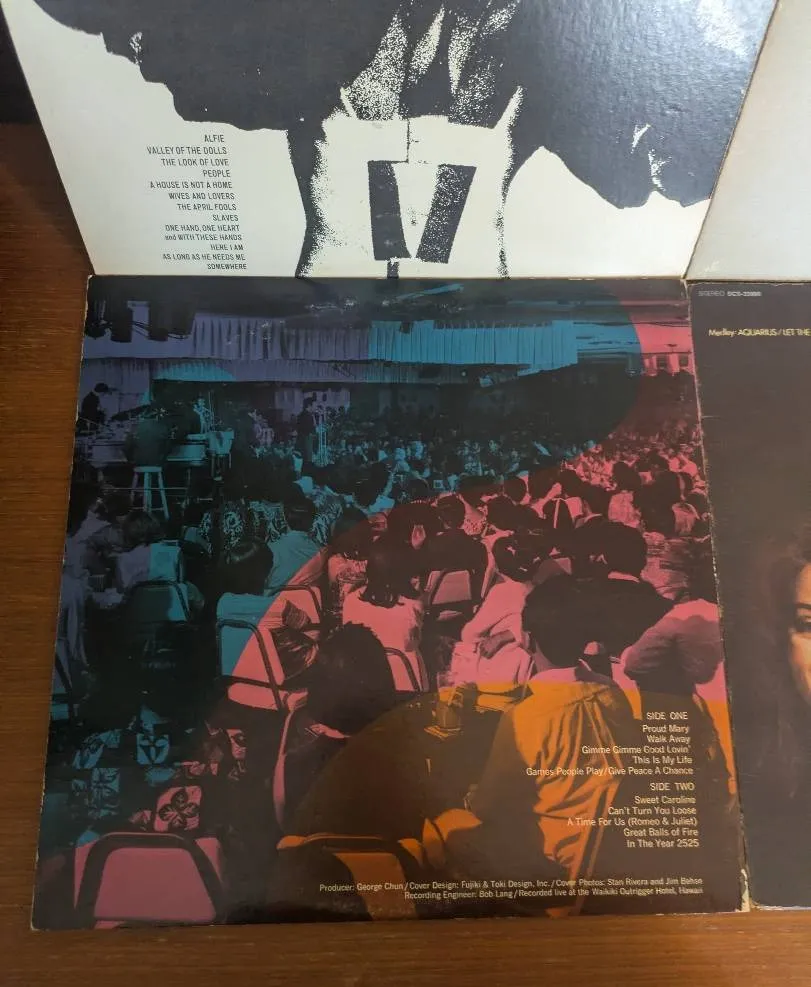 ALFIE
VALLEY OF THE DOLLS
THE LOOK OF LOVE
PEOPLE
A HOUSE IS NOT A HOME
WIVES AND LOVERS
THE APRIL FOOLS
SLAVES
ONE HAND, ONE HEART
and WITH THESE HANDS
HERE I AM
AS LONG AS HE NEEDS ME
SOMEWHERE
STEREO
Medley: AQUARIUS / LET THE
SIDE ONE
Proud Mary
Walk Away
Gimme Gimme Good Lovin'
This Is My Life
Games People Play/Give Peace A Chance
SIDE TWO
Sweet Caroline
Can't Turn You Loose
A Time For Us (Romeo & Juliet)
Great Balls of Fire
In The Year 2525
Producer: George Chun/Cover Design: Fujiki & Toki Design, Inc./Cover Photos: Stan Rivera and Jim
Recording Engineer: Bob Lang/Recorded live at the Waikiki Outrigger Hotel, Hawaii